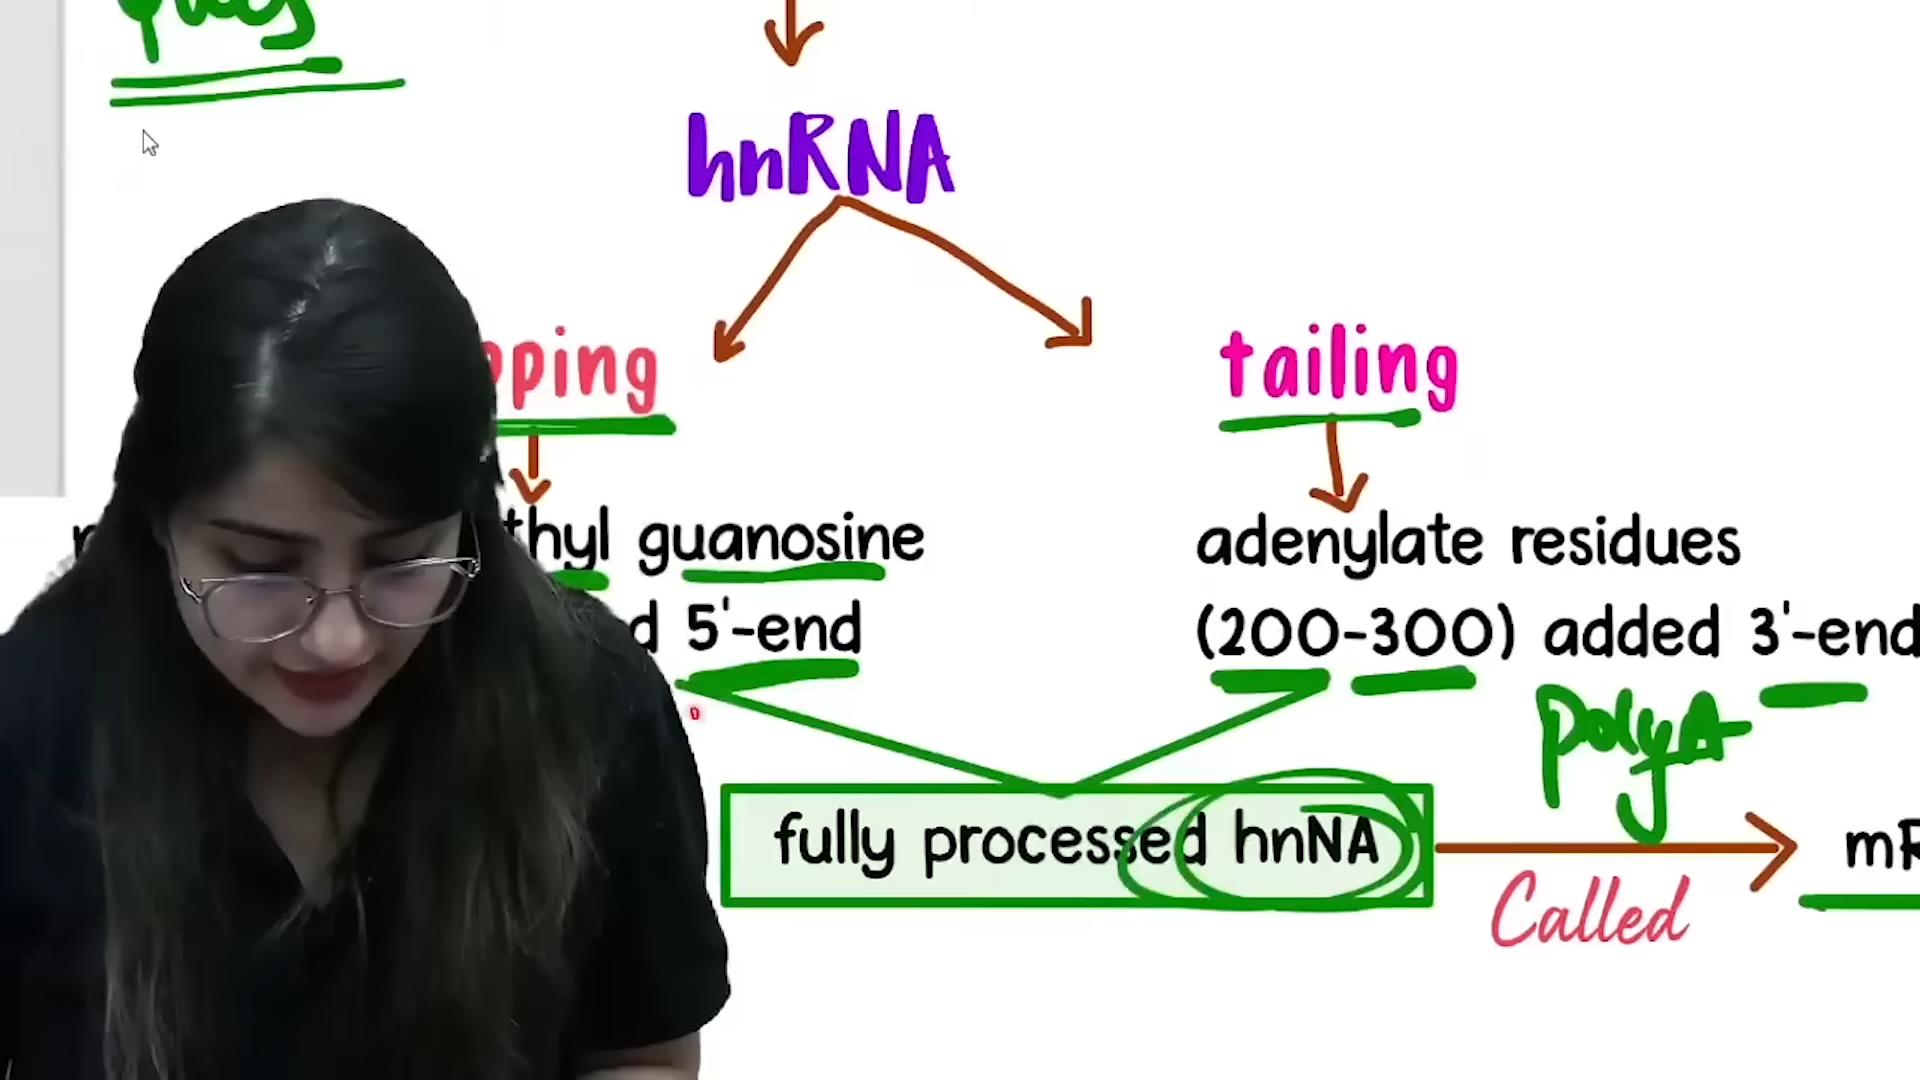 hnRNA
pping tailing
thyl guanosine
adenylate residues
d 5'-end
(200-300) added 3'-end
polyA
fully processed hnNA
Called